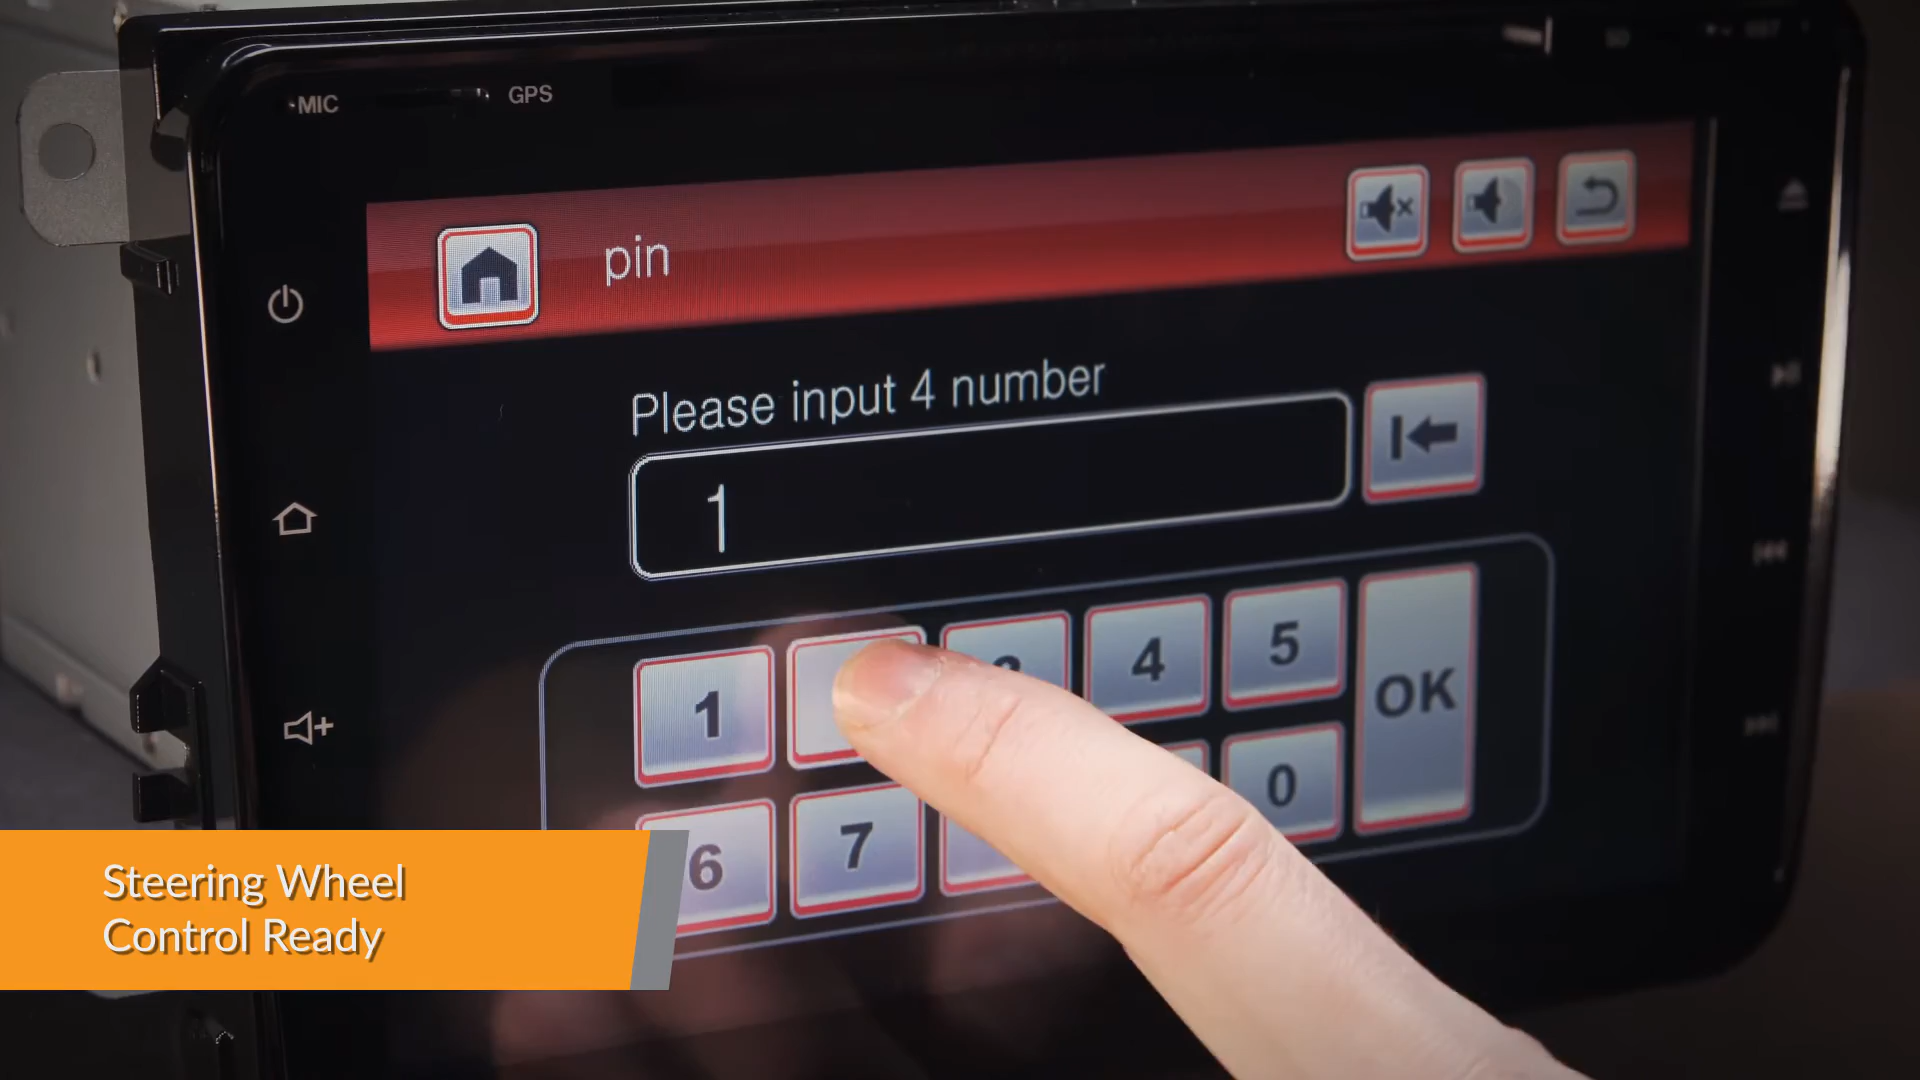 MIC
GPS
pin
Please input 4 number
1
1
4
5
OK
6
7
0
Steering Wheel
Control Ready